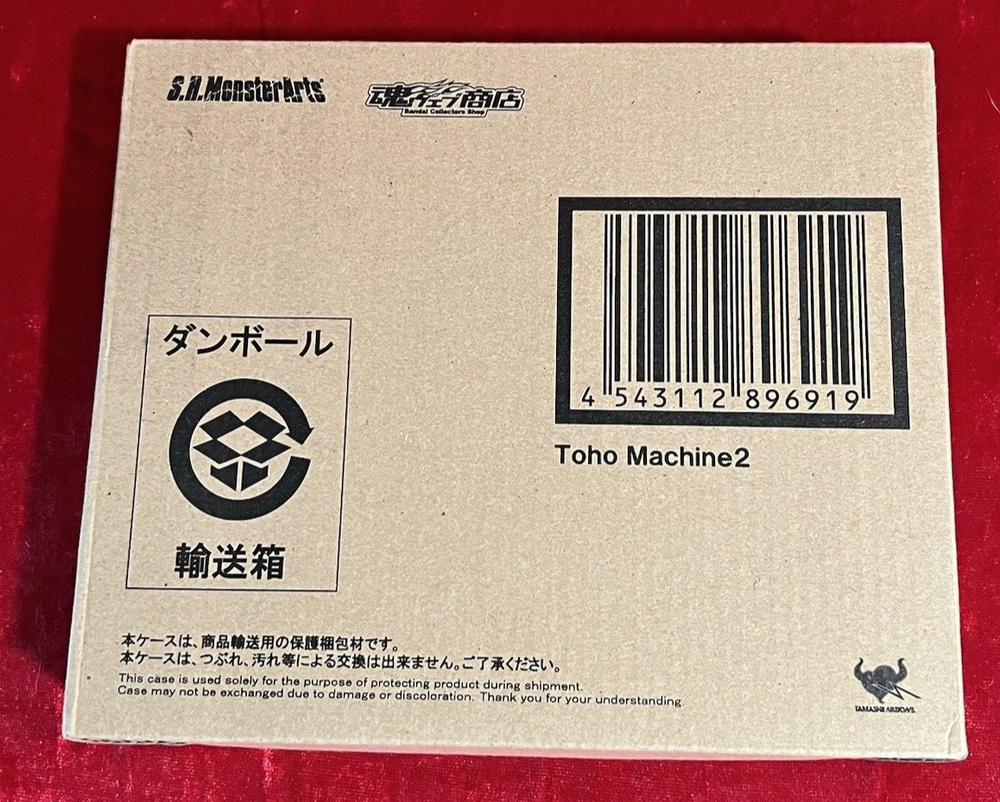 S.H.MonsterArts
魂ウェブ商店
Bandai Collectors Shop
4 543112 896919
Toho Machine2
ダンボール
輸送箱
本ケースは、商品輸送用の保護梱包材です。
本ケースは、つぶれ、汚れ等による交換は出来ません。ご了承ください。
This case is used solely for the purpose of protecting product during shipment.
Case may not be exchanged due to damage or discoloration. Thank you for your understanding.
TAMASHII NATIONS